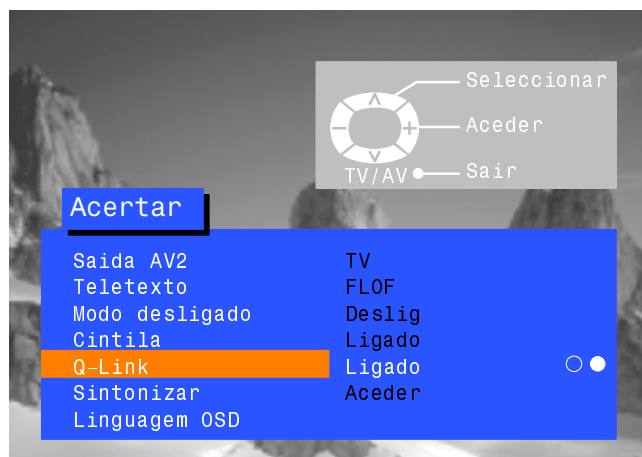 Seleccionar
Aceder
TV/AV Sair
Acertar
Saida AV2 TV
Teletexto FLOF
Modo desligado Deslig
Cintila Ligado
Q-Link Ligado
Sintonizar Aceder
Linguagem OSD